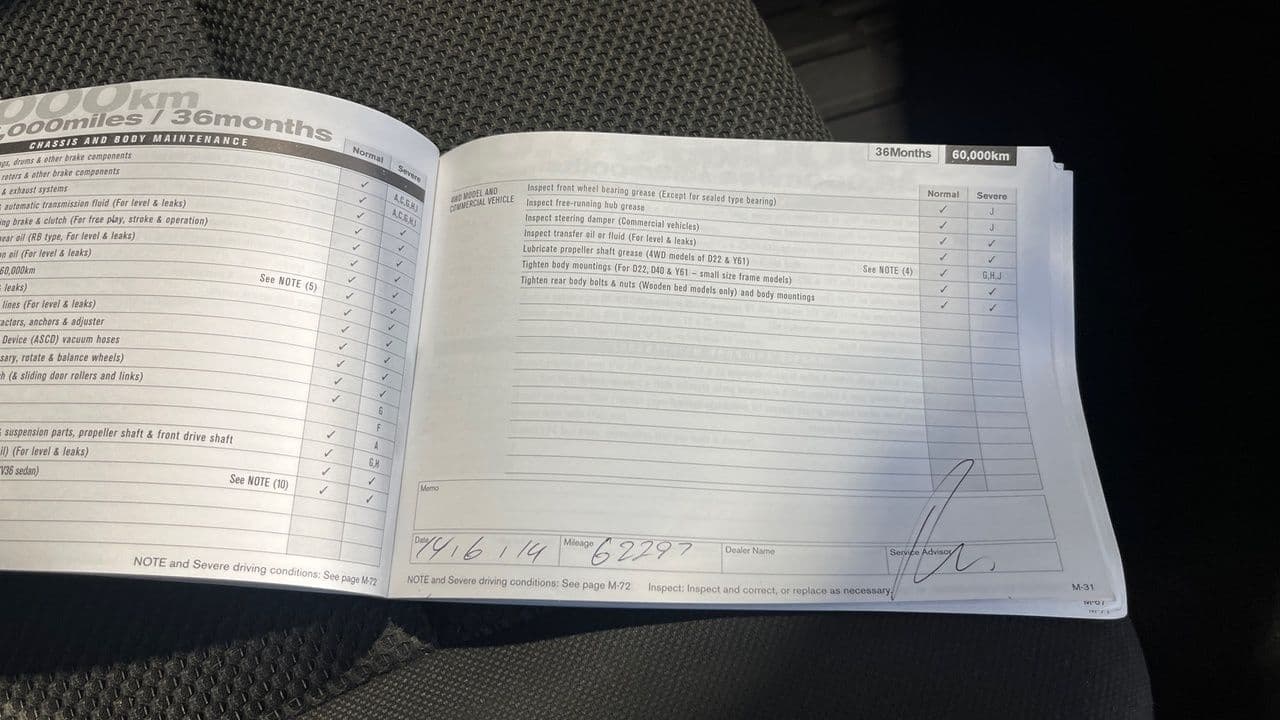 000km
,000miles / 36months
CHASSIS AND BODY MAINTENANCE
Normal Severe
drums & other brake components ✓ A,C,G,H,J
rotors & other brake components ✓ A,C,G,H,J
& exhaust systems ✓ ✓
automatic transmission fluid (For level & leaks) ✓ ✓
brake & clutch (For free play, stroke & operation) ✓ ✓
oil (RB type, For level & leaks) ✓ ✓
oil (For level & leaks) ✓ ✓
60,000km See NOTE (5) ✓ ✓
leaks) ✓ ✓
lines (For level & leaks) ✓ ✓
anchors & adjuster ✓ ✓
Device (ASCD) vacuum hoses ✓ ✓
rotate & balance wheels) ✓ ✓
(& sliding door rollers and links) ✓ ✓
G
F
suspension parts, propeller shaft & front drive shaft ✓ A
(For level & leaks) ✓ G,H
V36 sedan) ✓ ✓
See NOTE (10) ✓ ✓
NOTE and Severe driving conditions: See page M-72
36Months 60,000km
Normal Severe
4WD MODEL AND
COMMERCIAL VEHICLE
Inspect front wheel bearing grease (Except for sealed type bearing) ✓ J
Inspect free-running hub grease ✓ J
Inspect steering damper (Commercial vehicles) ✓ ✓
Inspect transfer oil or fluid (For level & leaks) ✓ ✓
Lubricate propeller shaft grease (4WD models of D22 & Y61) See NOTE (4) ✓ G,H,J
Tighten body mountings (For D22, D40 & Y61 – small size frame models) ✓ ✓
Tighten rear body bolts & nuts (Wooden bed models only) and body mountings ✓ ✓
Memo
Date 14, 6, 14 Mileage 62297 Dealer Name Service Advisor
NOTE and Severe driving conditions: See page M-72 Inspect: Inspect and correct, or replace as necessary.
M-31